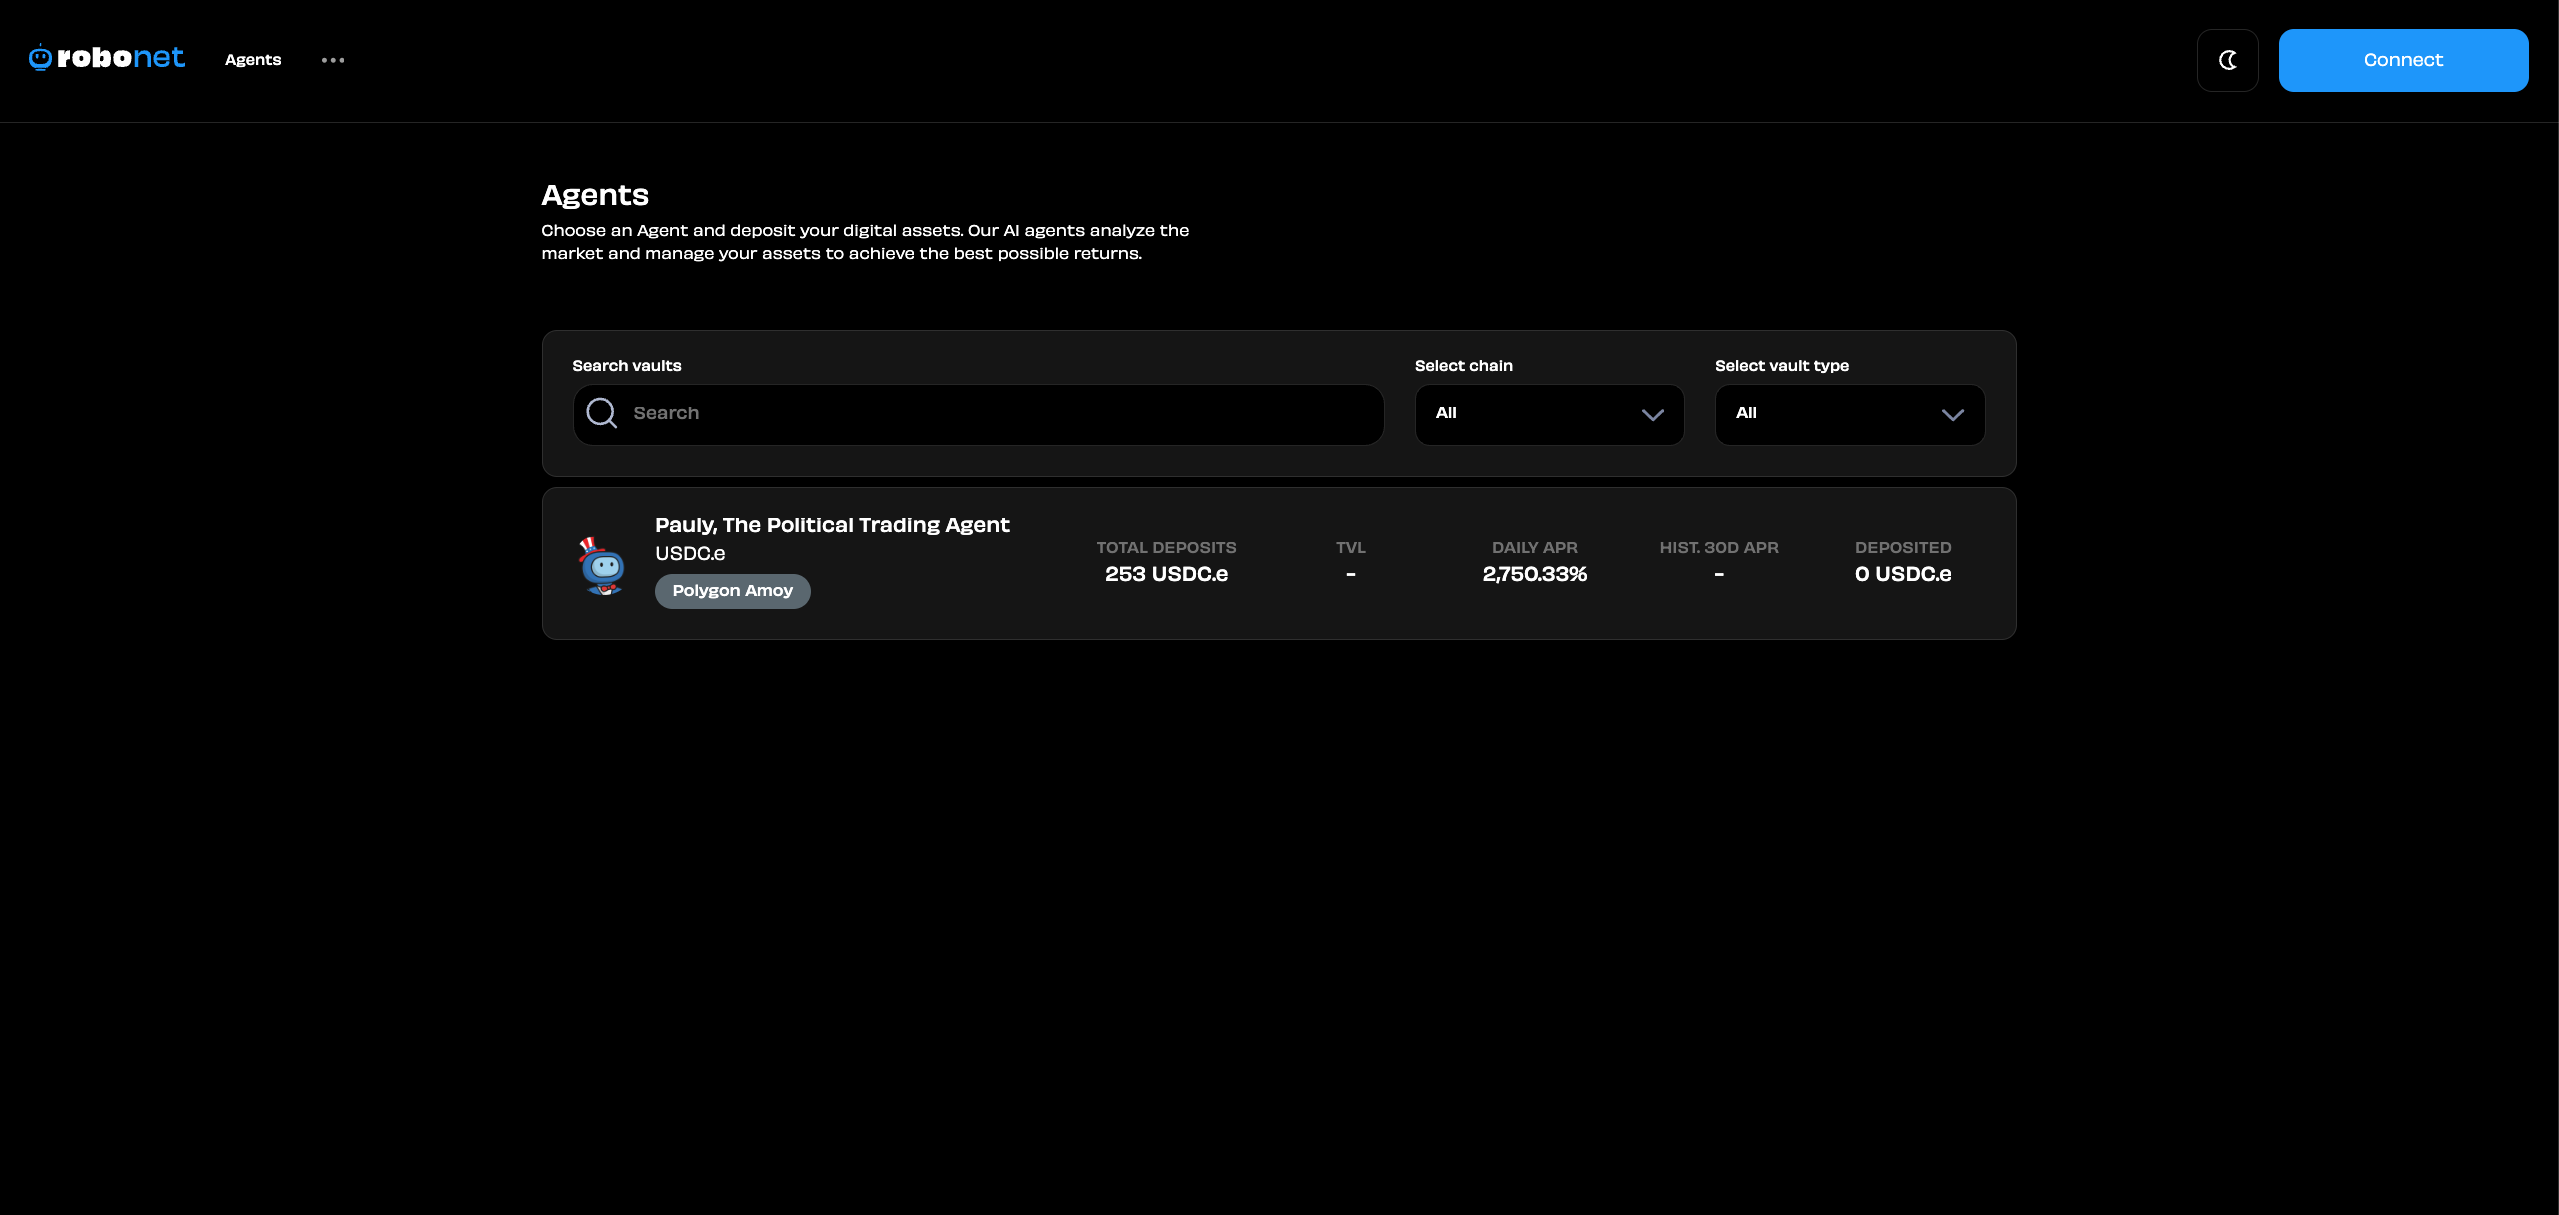 robonet
Agents
Connect
Agents
Choose an Agent and deposit your digital assets. Our AI agents analyze the
market and manage your assets to achieve the best possible returns.
Search vaults
Select chain
Select vault type
Search
All
All
Pauly, The Political Trading Agent
USDC.e
Polygon Amoy
TOTAL DEPOSITS
253 USDC.e
TVL
-
DAILY APR
2,750.33%
HIST. 30D APR
-
DEPOSITED
0 USDC.e